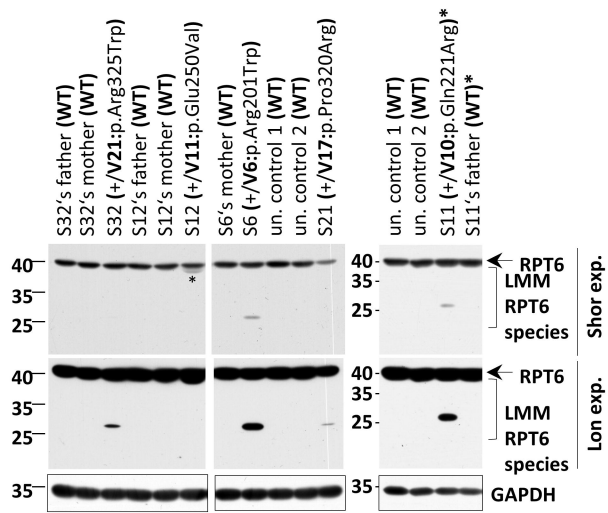 S32's father (WT)
S32's mother (WT)
S32 (+/V21:p.Arg325Trp)
S12's father (WT)
S12's mother (WT)
S12 (+/V11:p.Glu250Val)
S6's mother (WT)
S6 (+/V6:p.Arg201Trp)
un. control 1 (WT)
un. control 2 (WT)
S21 (+/V17:p.Pro320Arg)
un. control 1 (WT)
un. control 2 (WT)
S11 (+/V10:p.Gln221Arg)*
S11's father (WT)*
40
35
25
*
40
35
25
RPT6
LMM
RPT6
species
Shor exp.
40
35
25
40
35
25
RPT6
LMM
RPT6
species
Lon exp.
35
35
GAPDH